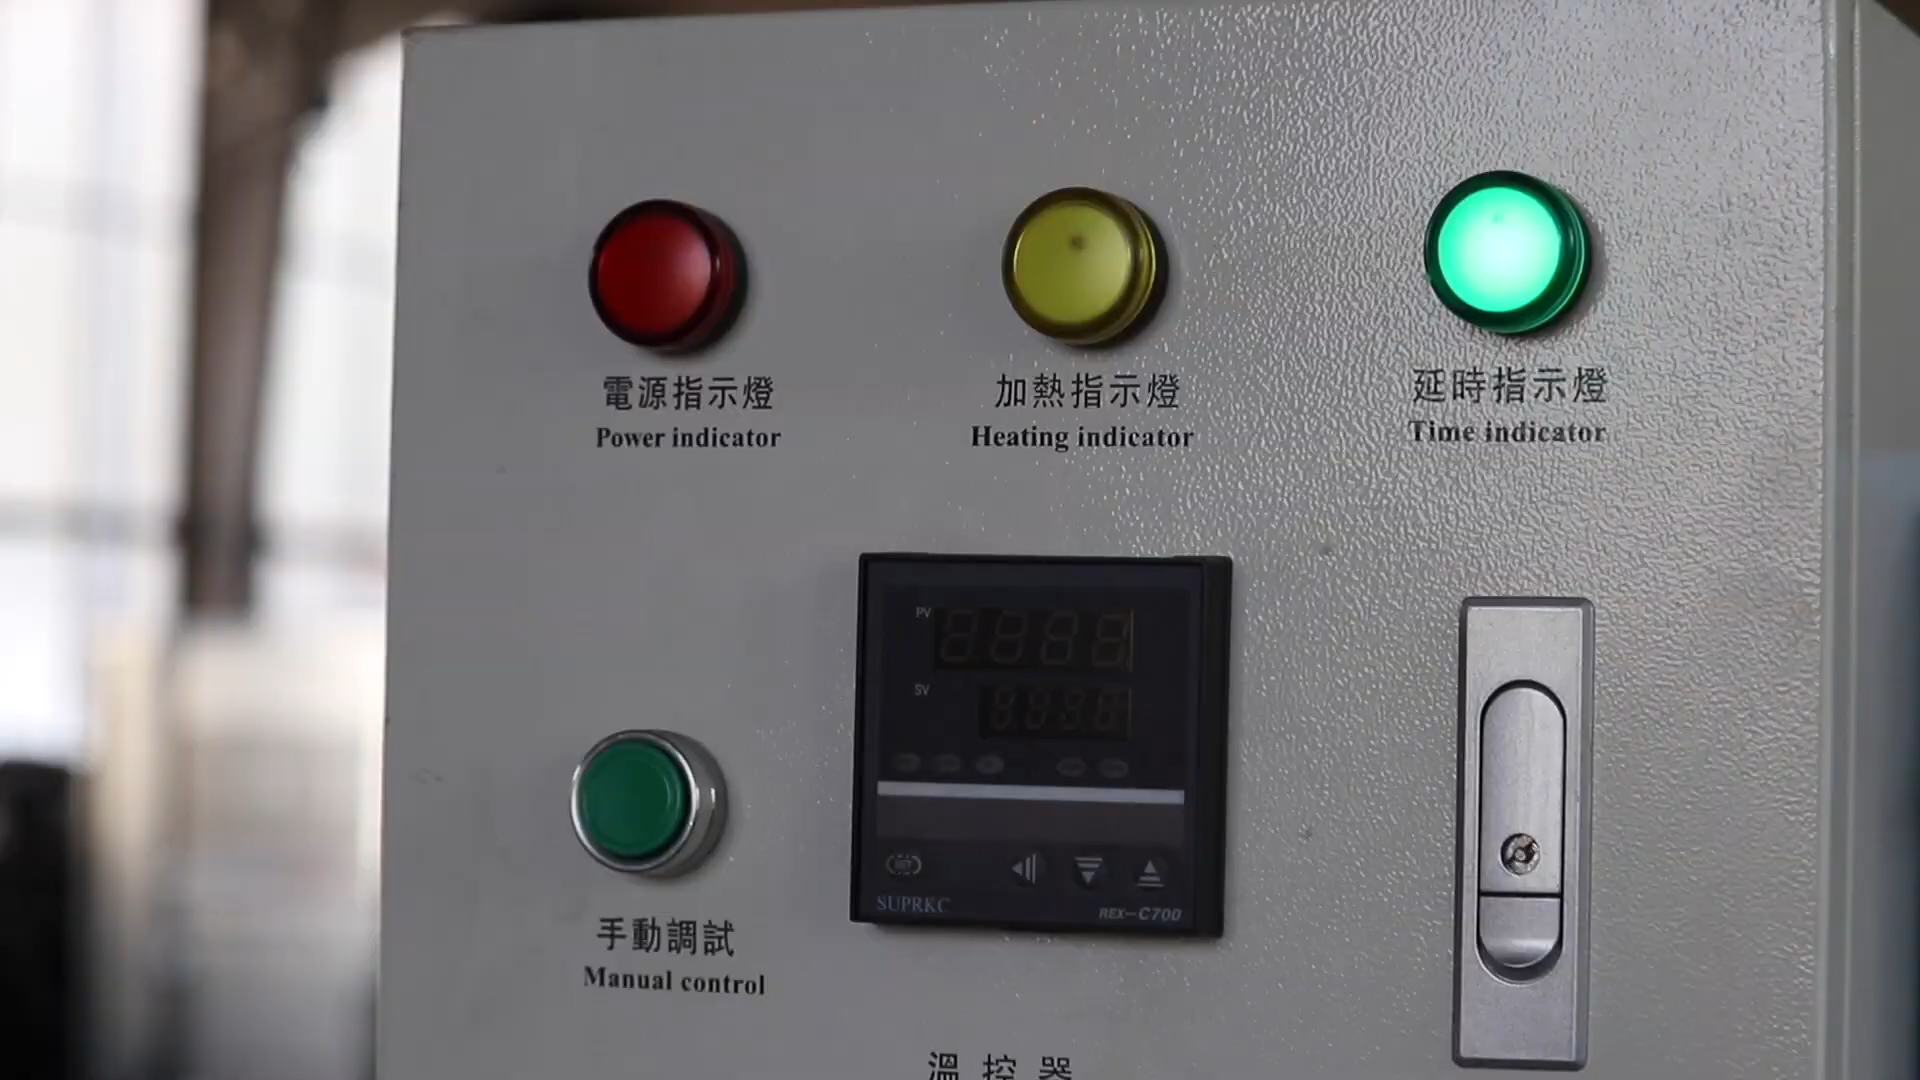 電源指示燈
Power indicator
加熱指示燈
Heating indicator
延時指示燈
Time indicator
PV
SV
SET
SUPRKC
REX-C700
手動調試
Manual control
溫控器